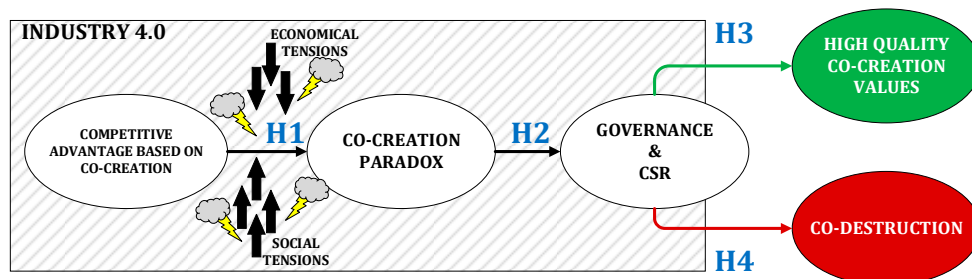 INDUSTRY 4.0
ECONOMICAL
TENSIONS
H3
HIGH QUALITY
CO-CREATION
VALUES
COMPETITIVE
ADVANTAGE BASED ON
CO-CREATION
H1
CO-CREATION
PARADOX
H2
GOVERNANCE
&
CSR
SOCIAL
TENSIONS
H4
CO-DESTRUCTION